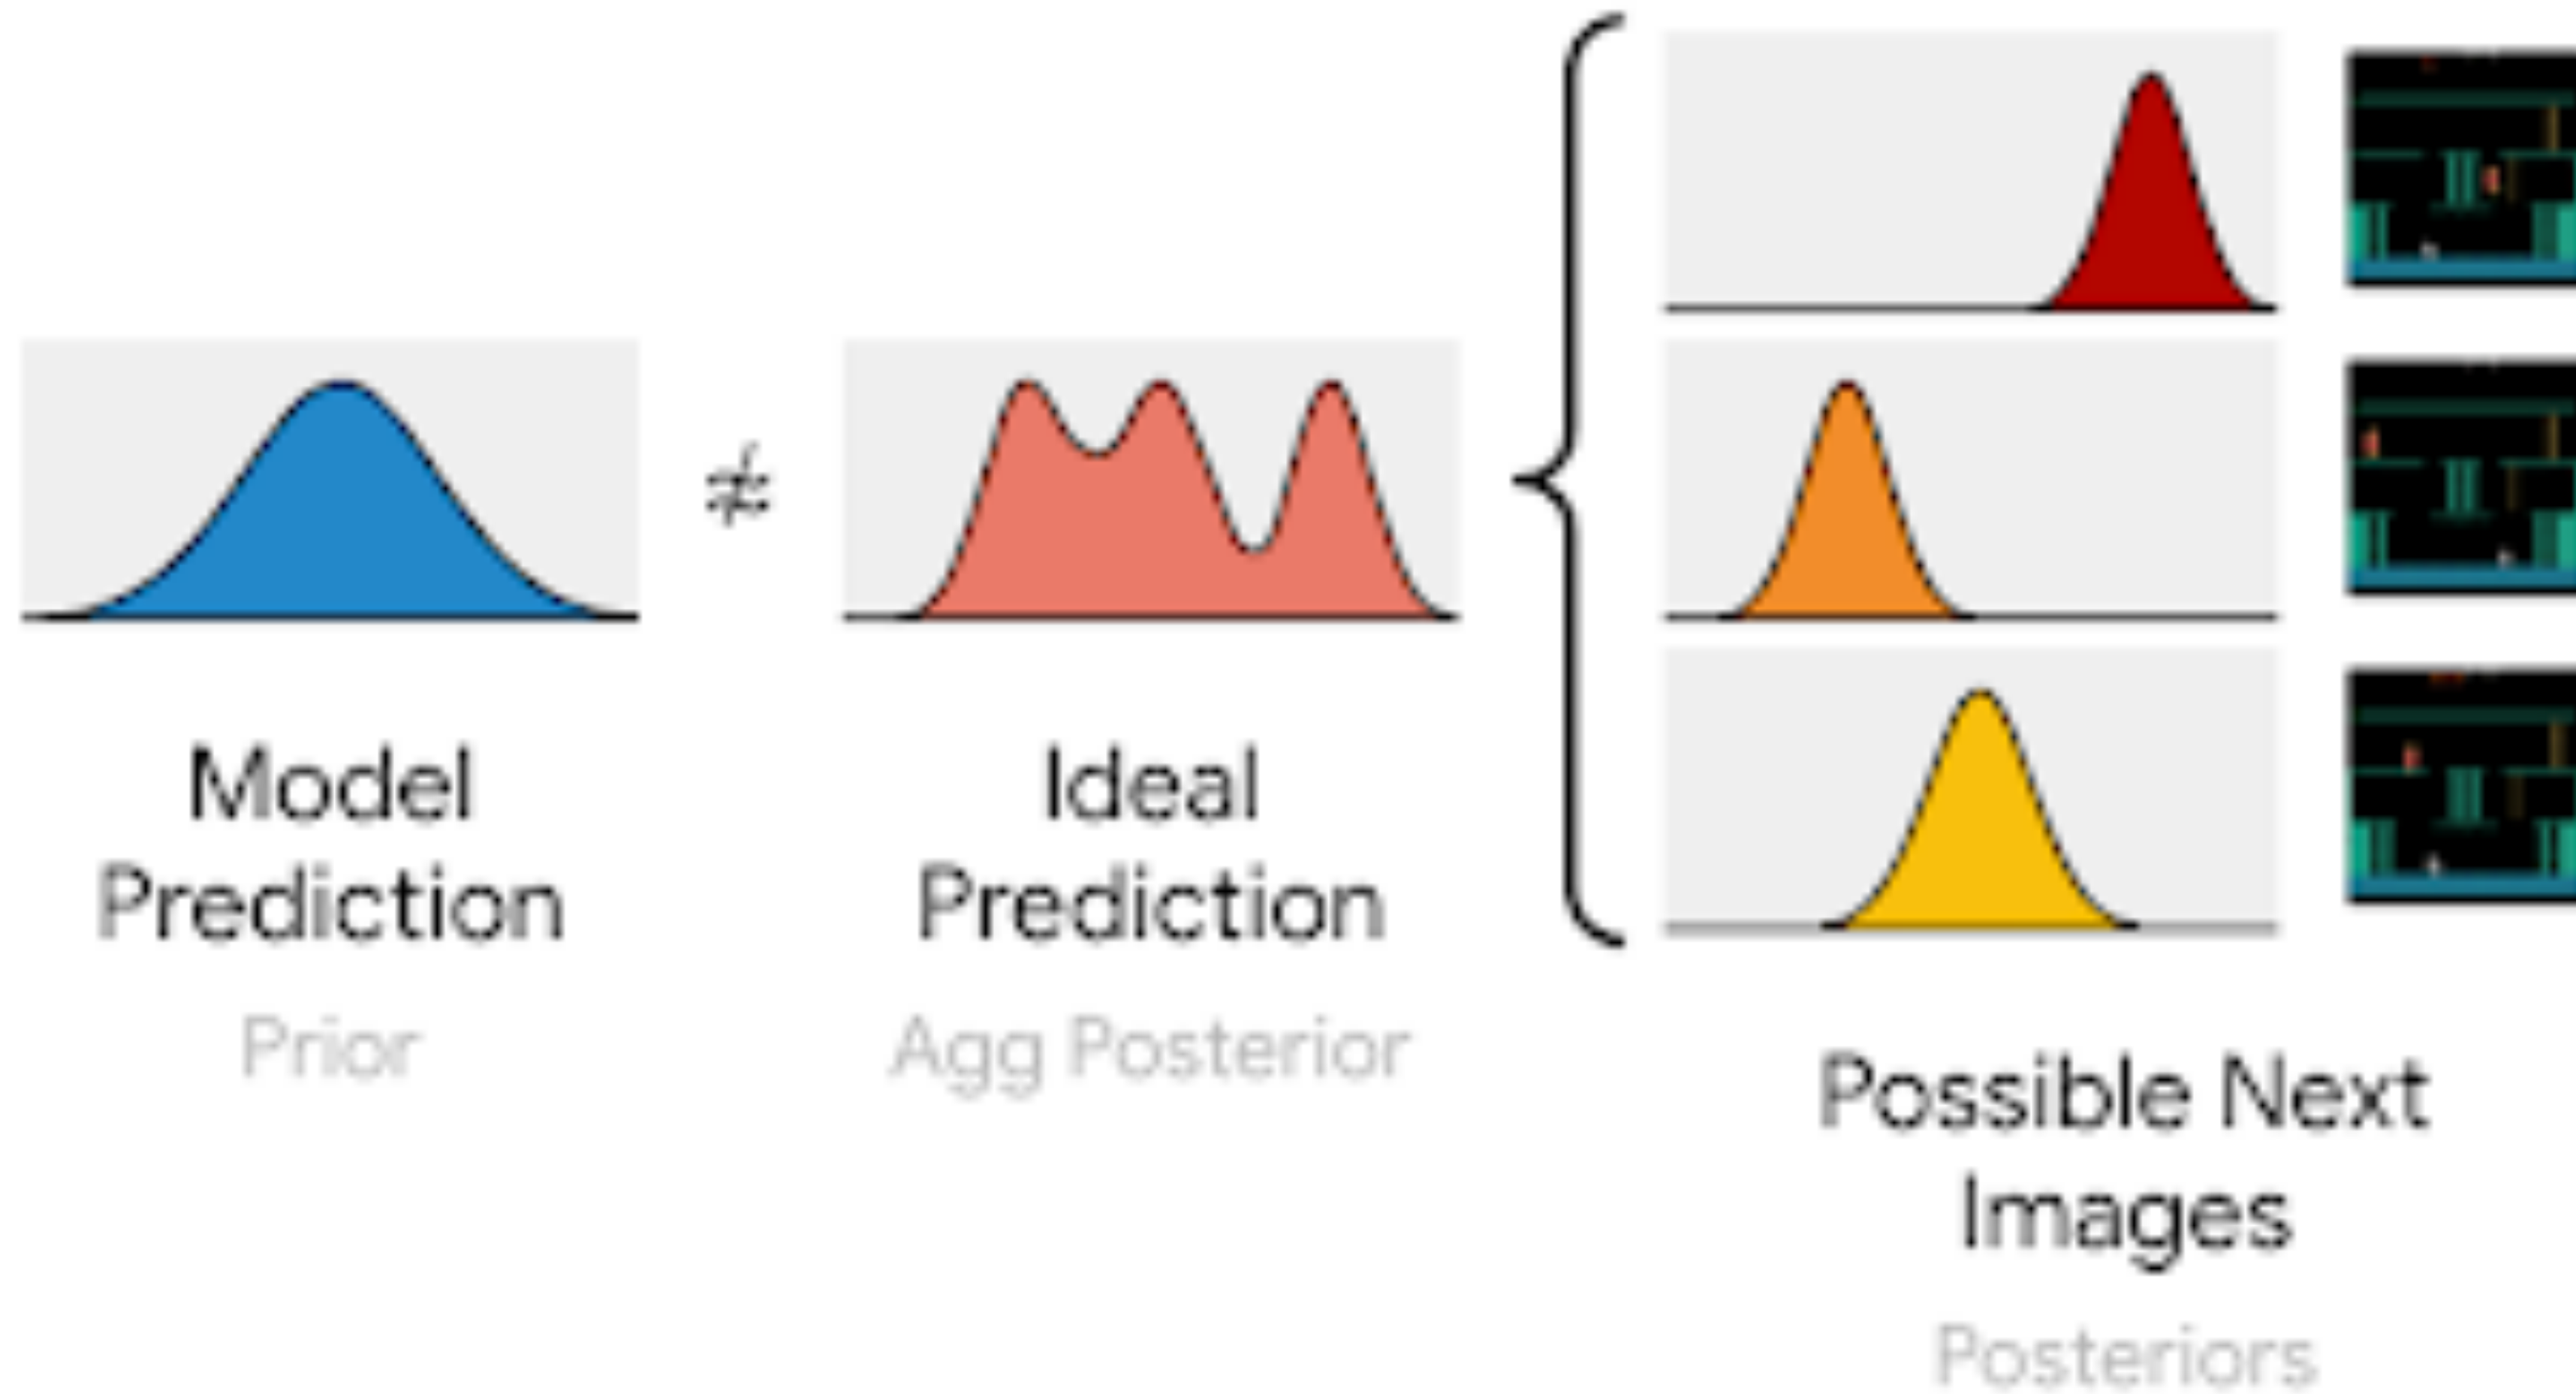 ≉
Model
Prediction
Prior
Ideal
Prediction
Agg Posterior
Possible Next
Images
Posteriors